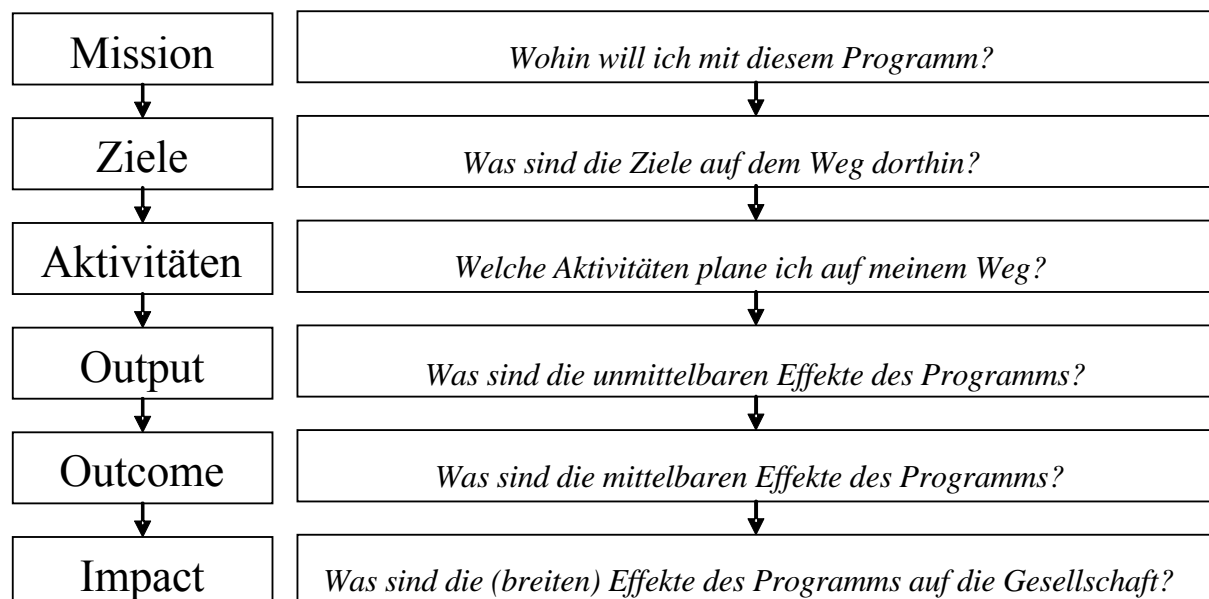 Mission
Wohin will ich mit diesem Programm?
Ziele
Was sind die Ziele auf dem Weg dorthin?
Aktivitäten
Welche Aktivitäten plane ich auf meinem Weg?
Output
Was sind die unmittelbaren Effekte des Programms?
Outcome
Was sind die mittelbaren Effekte des Programms?
Impact
Was sind die (breiten) Effekte des Programms auf die Gesellschaft?